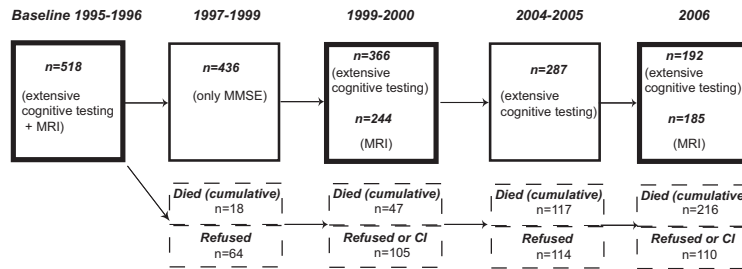 Baseline 1995-1996
1997-1999
1999-2000
2004-2005
2006
n=518
(extensive
cognitive testing
+ MRI)
n=436
(only MMSE)
n=366
(extensive
cognitive testing)
n=244
(MRI)
n=287
(extensive
cognitive testing)
n=192
(extensive
cognitive testing)
n=185
(MRI)
Died (cumulative)
n=18
Refused
n=64
Died (cumulative)
n=47
Refused or CI
n=105
Died (cumulative)
n=117
Refused
n=114
Died (cumulative)
n=216
Refused or CI
n=110